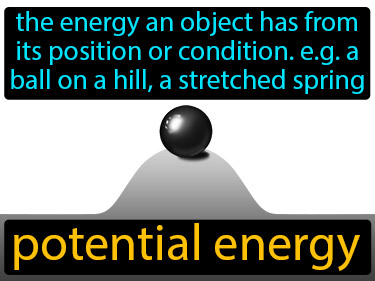 the energy an object has from
its position or condition. e.g. a
ball on a hill, a stretched spring
potential energy